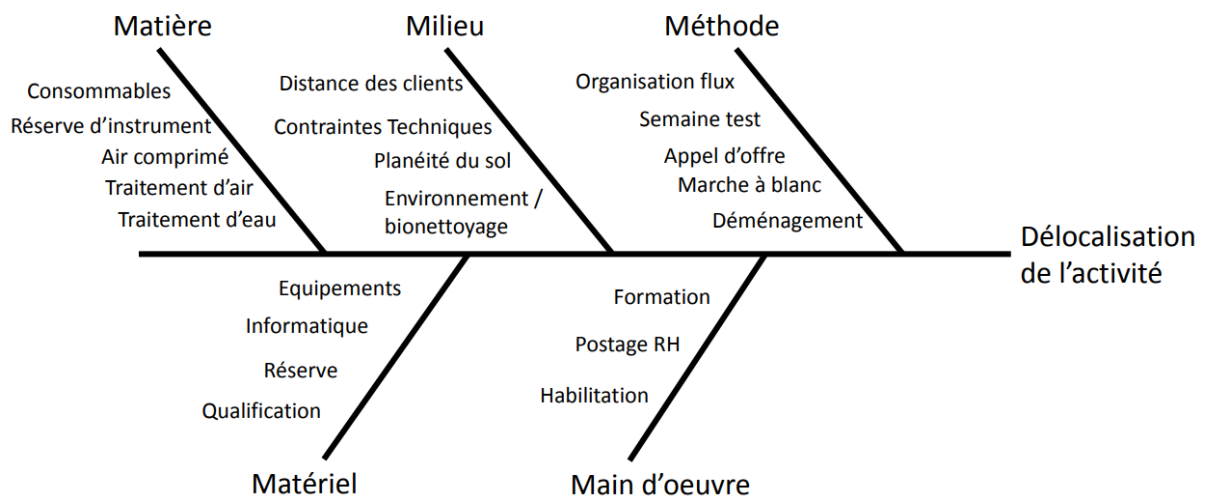 Matière
Milieu
Méthode
Consommables
Réserve d'instrument
Air comprimé
Traitement d'air
Traitement d'eau
Distance des clients
Contraintes Techniques
Planéité du sol
Environnement /
bionettoyage
Organisation flux
Semaine test
Appel d'offre
Marche à blanc
Déménagement
Délocalisation
de l'activité
Equipements
Informatique
Réserve
Qualification
Formation
Postage RH
Habilitation
Matériel
Main d'oeuvre